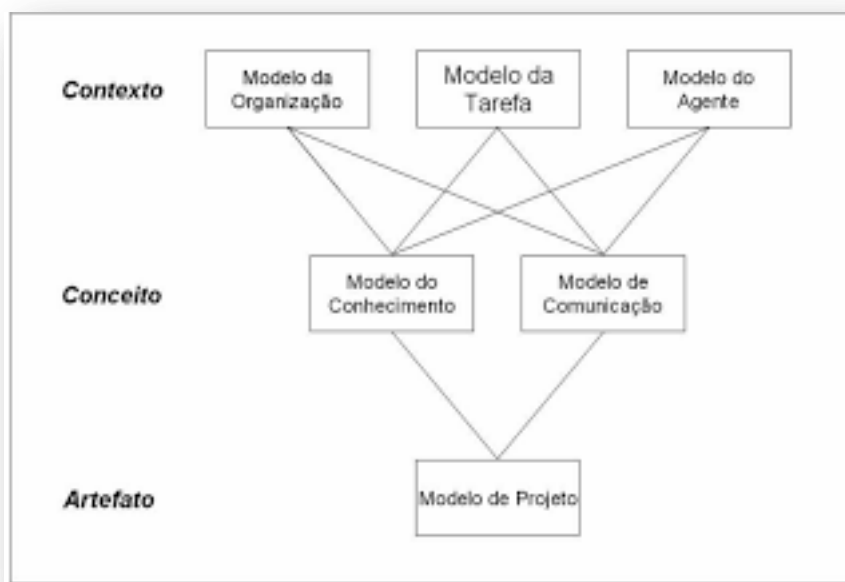 Contexto
Modelo da
Organização
Modelo da
Tarefa
Modelo do
Agente
Conceito
Modelo do
Conhecimento
Modelo de
Comunicação
Artefato
Modelo de Projeto